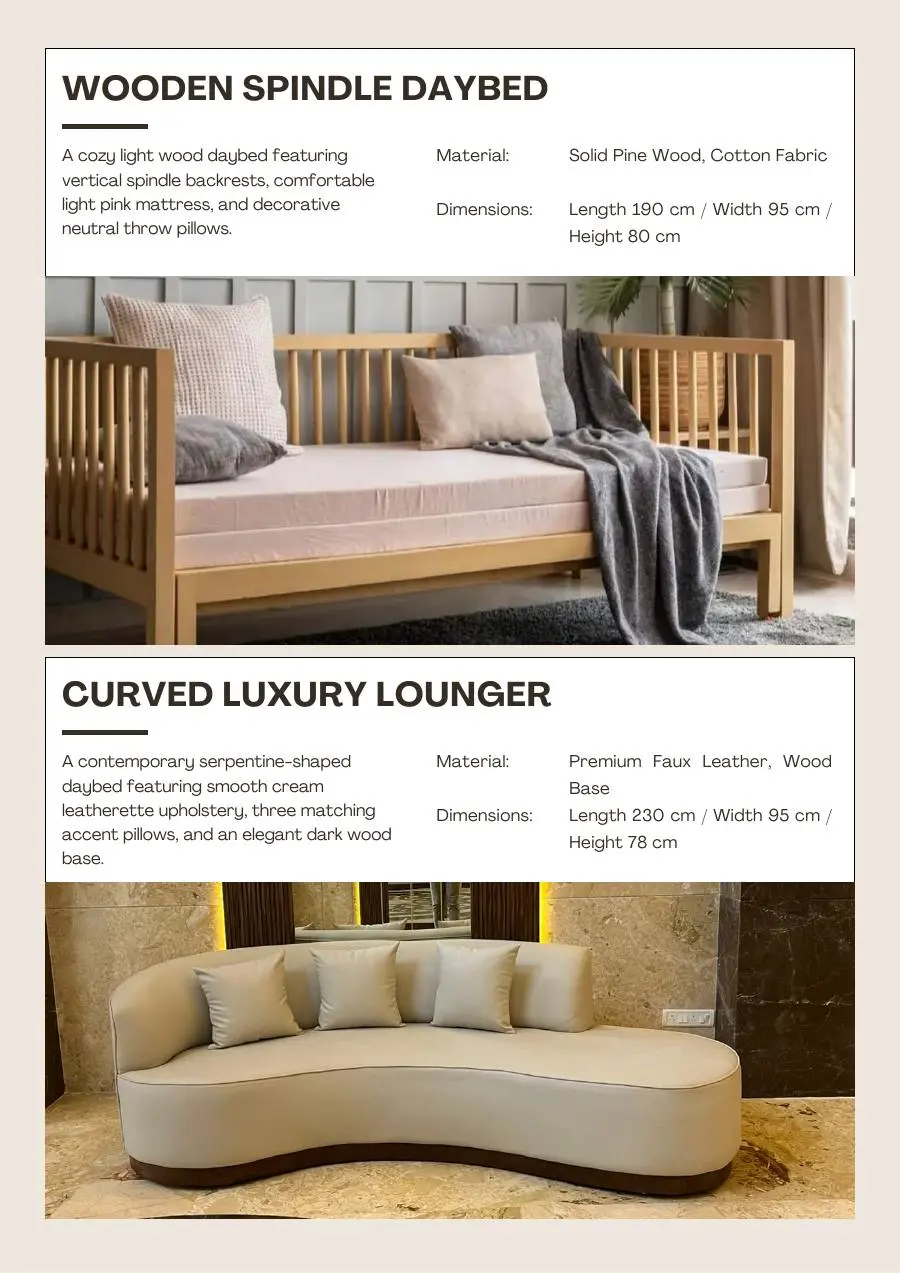 WOODEN SPINDLE DAYBED
A cozy light wood daybed featuring
vertical spindle backrests, comfortable
light pink mattress, and decorative
neutral throw pillows.
Material: Solid Pine Wood, Cotton Fabric
Dimensions: Length 190 cm / Width 95 cm /
Height 80 cm
CURVED LUXURY LOUNGER
A contemporary serpentine-shaped
daybed featuring smooth cream
leatherette upholstery, three matching
accent pillows, and an elegant dark wood
base.
Material: Premium Faux Leather, Wood
Base
Dimensions: Length 230 cm / Width 95 cm /
Height 78 cm